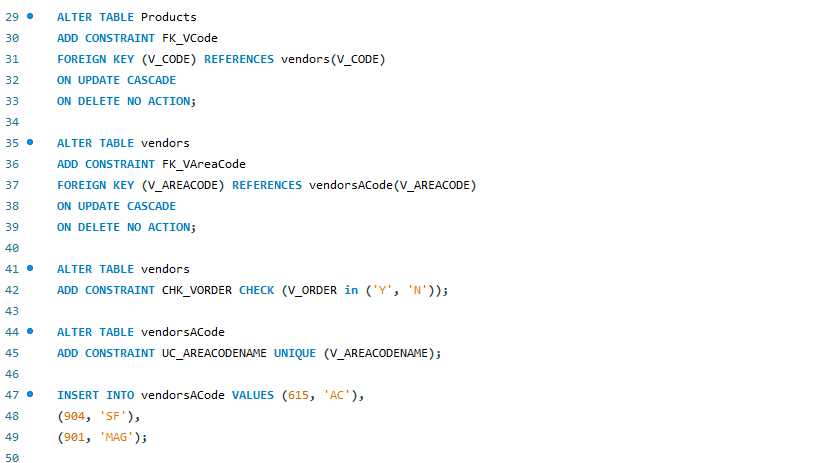 29 ALTER TABLE Products
30 ADD CONSTRAINT FK_VCode
31 FOREIGN KEY (V_CODE) REFERENCES vendors(V_CODE)
32 ON UPDATE CASCADE
33 ON DELETE NO ACTION;
34
35 ALTER TABLE vendors
36 ADD CONSTRAINT FK_VAreaCode
37 FOREIGN KEY (V_AREACODE) REFERENCES vendorsACode(V_AREACODE)
38 ON UPDATE CASCADE
39 ON DELETE NO ACTION;
40
41 ALTER TABLE vendors
42 ADD CONSTRAINT CHK_VORDER CHECK (V_ORDER in ('Y', 'N'));
43
44 ALTER TABLE vendorsACode
45 ADD CONSTRAINT UC_AREACODENAME UNIQUE (V_AREACODENAME);
46
47 INSERT INTO vendorsACode VALUES (615, 'AC'),
48 (904, 'SF'),
49 (901, 'MAG');
50